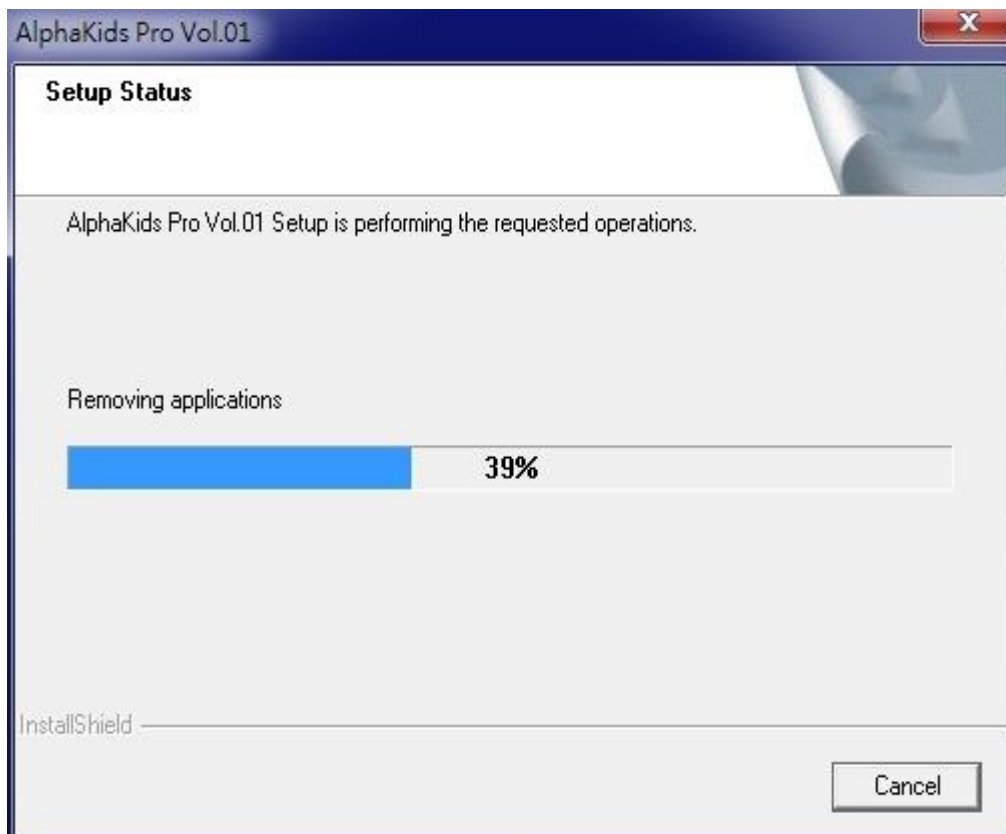 AlphaKids Pro Vol.01
Setup Status
AlphaKids Pro Vol.01 Setup is performing the requested operations.
Removing applications
39%
InstallShield
Cancel